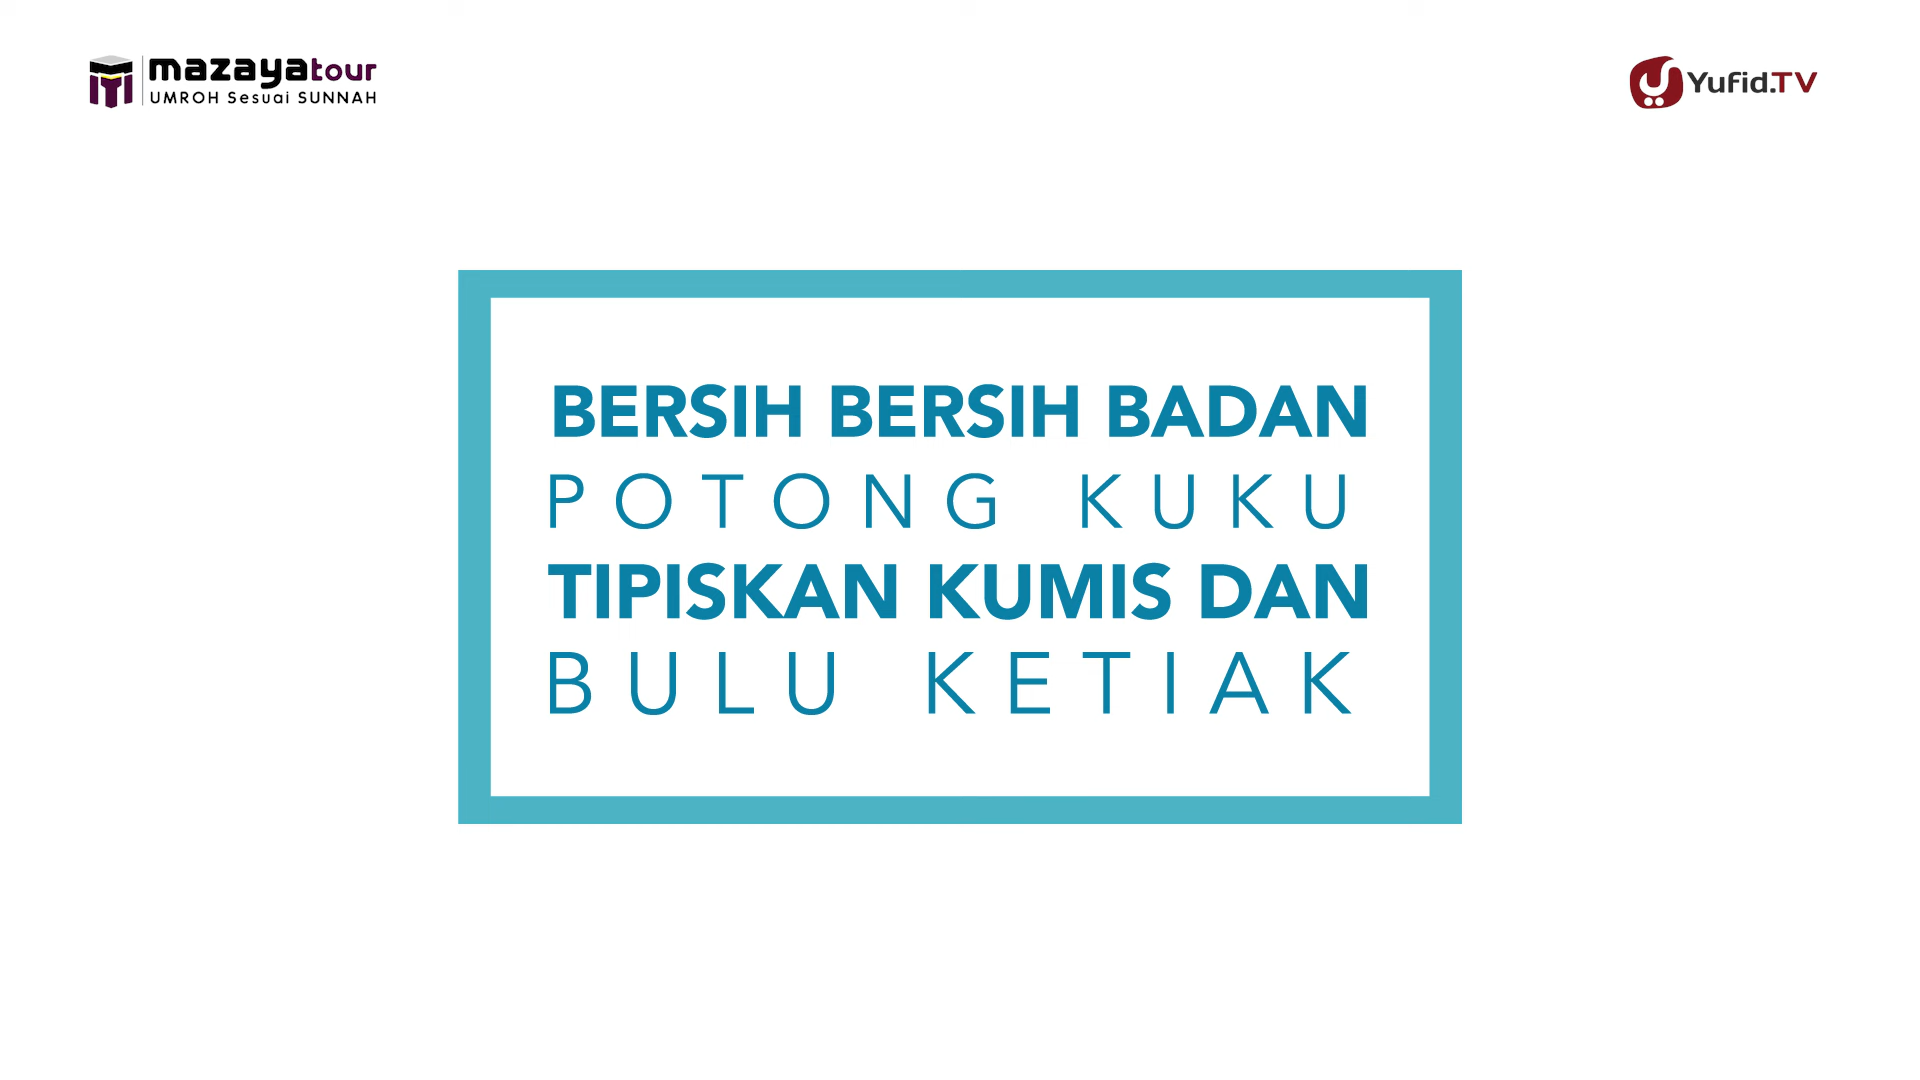 mazayatour
UMROH Sesuai SUNNAH
Yufid.TV
BERSIH BERSIH BADAN
POTONG KUKU
TIPISKAN KUMIS DAN
BULU KETIAK